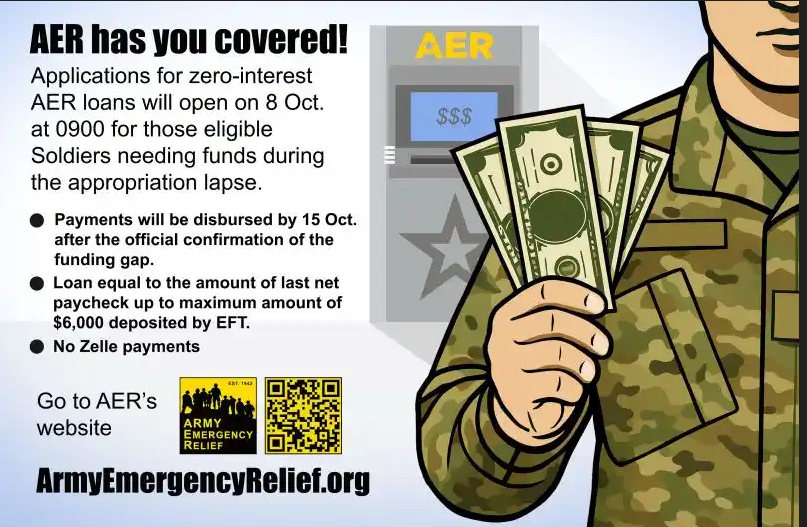 AER has you covered!
Applications for zero-interest
AER loans will open on 8 Oct.
at 0900 for those eligible
Soldiers needing funds during
the appropriation lapse.
● Payments will be disbursed by 15 Oct.
after the official confirmation of the
funding gap.
● Loan equal to the amount of last net
paycheck up to maximum amount of
$6,000 deposited by EFT.
● No Zelle payments
Go to AER's
website
EST. 1942
ARMY
EMERGENCY
RELIEF
ArmyEmergencyRelief.org
AER
$$$